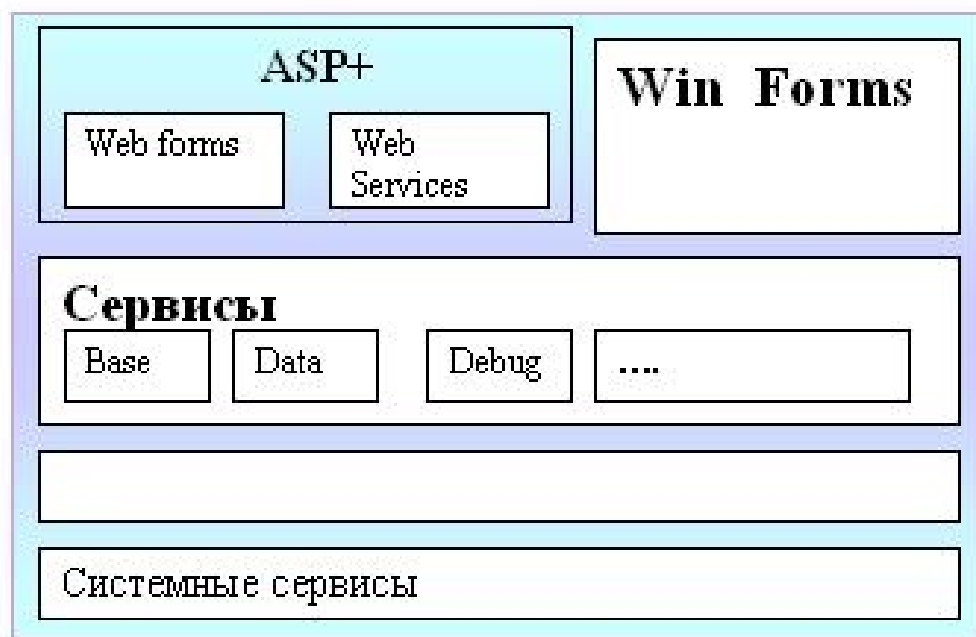 ASP+
Win Forms
Web forms
Web
Services
Сервисы
Base
Data
Debug
....
Системные сервисы